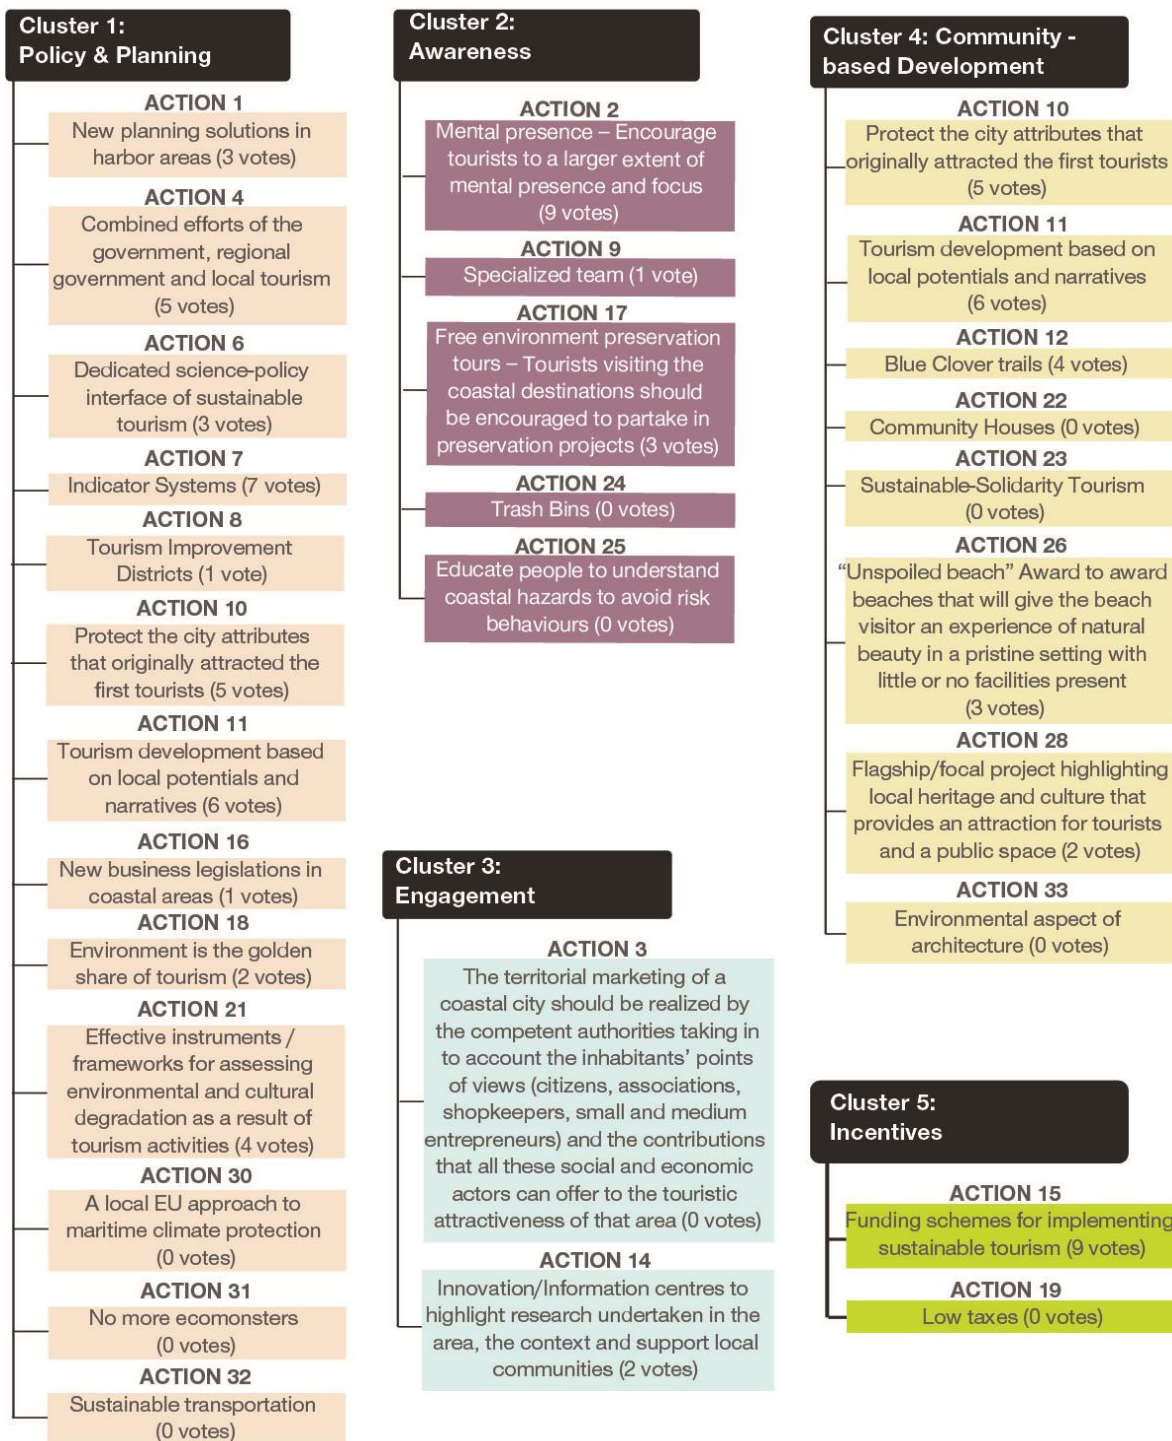 Cluster 1:
Policy & Planning
ACTION 1
New planning solutions in
harbor areas (3 votes)
ACTION 4
Combined efforts of the
government, regional
government and local tourism
(5 votes)
ACTION 6
Dedicated science-policy
interface of sustainable
tourism (3 votes)
ACTION 7
Indicator Systems (7 votes)
ACTION 8
Tourism Improvement
Districts (1 vote)
ACTION 10
Protect the city attributes
that originally attracted the
first tourists (5 votes)
ACTION 11
Tourism development based
on local potentials and
narratives (6 votes)
ACTION 16
New business legislations in
coastal areas (1 votes)
ACTION 18
Environment is the golden
share of tourism (2 votes)
ACTION 21
Effective instruments /
frameworks for assessing
environmental and cultural
degradation as a result of
tourism activities (4 votes)
ACTION 30
A local EU approach to
maritime climate protection
(0 votes)
ACTION 31
No more ecomonsters
(0 votes)
ACTION 32
Sustainable transportation
(0 votes)
Cluster 2:
Awareness
ACTION 2
Mental presence – Encourage
tourists to a larger extent of
mental presence and focus
(9 votes)
ACTION 9
Specialized team (1 vote)
ACTION 17
Free environment preservation
tours – Tourists visiting the
coastal destinations should
be encouraged to partake in
preservation projects (3 votes)
ACTION 24
Trash Bins (0 votes)
ACTION 25
Educate people to understand
coastal hazards to avoid risk
behaviours (0 votes)
Cluster 3:
Engagement
ACTION 3
The territorial marketing of a
coastal city should be realized by
the competent authorities taking in
to account the inhabitants’ points
of views (citizens, associations,
shopkeepers, small and medium
entrepreneurs) and the contributions
that all these social and economic
actors can offer to the touristic
attractiveness of that area (0 votes)
ACTION 14
Innovation/Information centres to
highlight research undertaken in the
area, the context and support local
communities (2 votes)
Cluster 4: Community -
based Development
ACTION 10
Protect the city attributes that
originally attracted the first tourists
(5 votes)
ACTION 11
Tourism development based on
local potentials and narratives
(6 votes)
ACTION 12
Blue Clover trails (4 votes)
ACTION 22
Community Houses (0 votes)
ACTION 23
Sustainable-Solidarity Tourism
(0 votes)
ACTION 26
“Unspoiled beach” Award to award
beaches that will give the beach
visitor an experience of natural
beauty in a pristine setting with
little or no facilities present
(3 votes)
ACTION 28
Flagship/focal project highlighting
local heritage and culture that
provides an attraction for tourists
and a public space (2 votes)
ACTION 33
Environmental aspect of
architecture (0 votes)
Cluster 5:
Incentives
ACTION 15
Funding schemes for implementing
sustainable tourism (9 votes)
ACTION 19
Low taxes (0 votes)